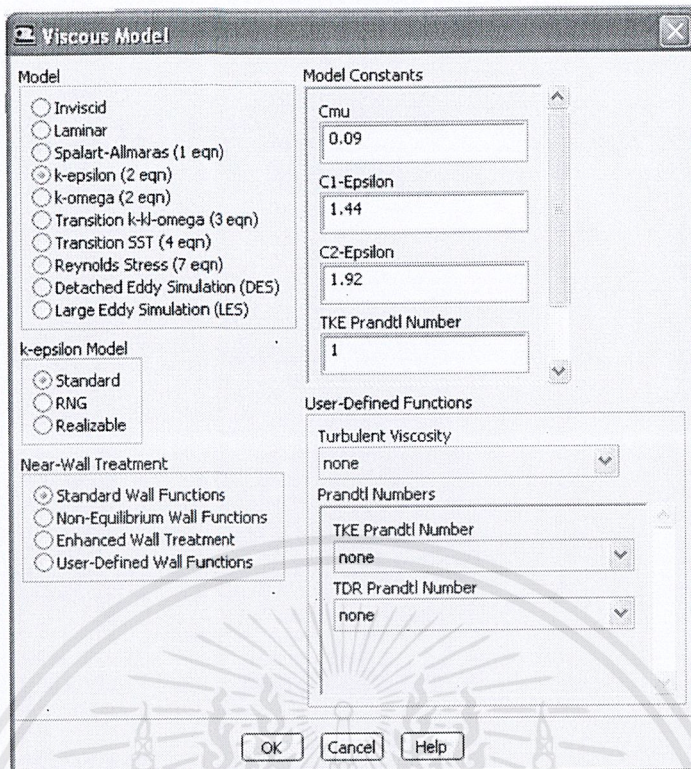 Viscous Model
Model
Inviscid
Laminar
Spalart-Allmaras (1 eqn)
k-epsilon (2 eqn)
k-omega (2 eqn)
Transition k-kl-omega (3 eqn)
Transition SST (4 eqn)
Reynolds Stress (7 eqn)
Detached Eddy Simulation (DES)
Large Eddy Simulation (LES)
k-epsilon Model
Standard
RNG
Realizable
Near-Wall Treatment
Standard Wall Functions
Non-Equilibrium Wall Functions
Enhanced Wall Treatment
User-Defined Wall Functions
Model Constants
Cmu
0.09
C1-Epsilon
1.44
C2-Epsilon
1.92
TKE Prandtl Number
1
User-Defined Functions
Turbulent Viscosity
none
Prandtl Numbers
TKE Prandtl Number
none
TDR Prandtl Number
none
OK Cancel Help